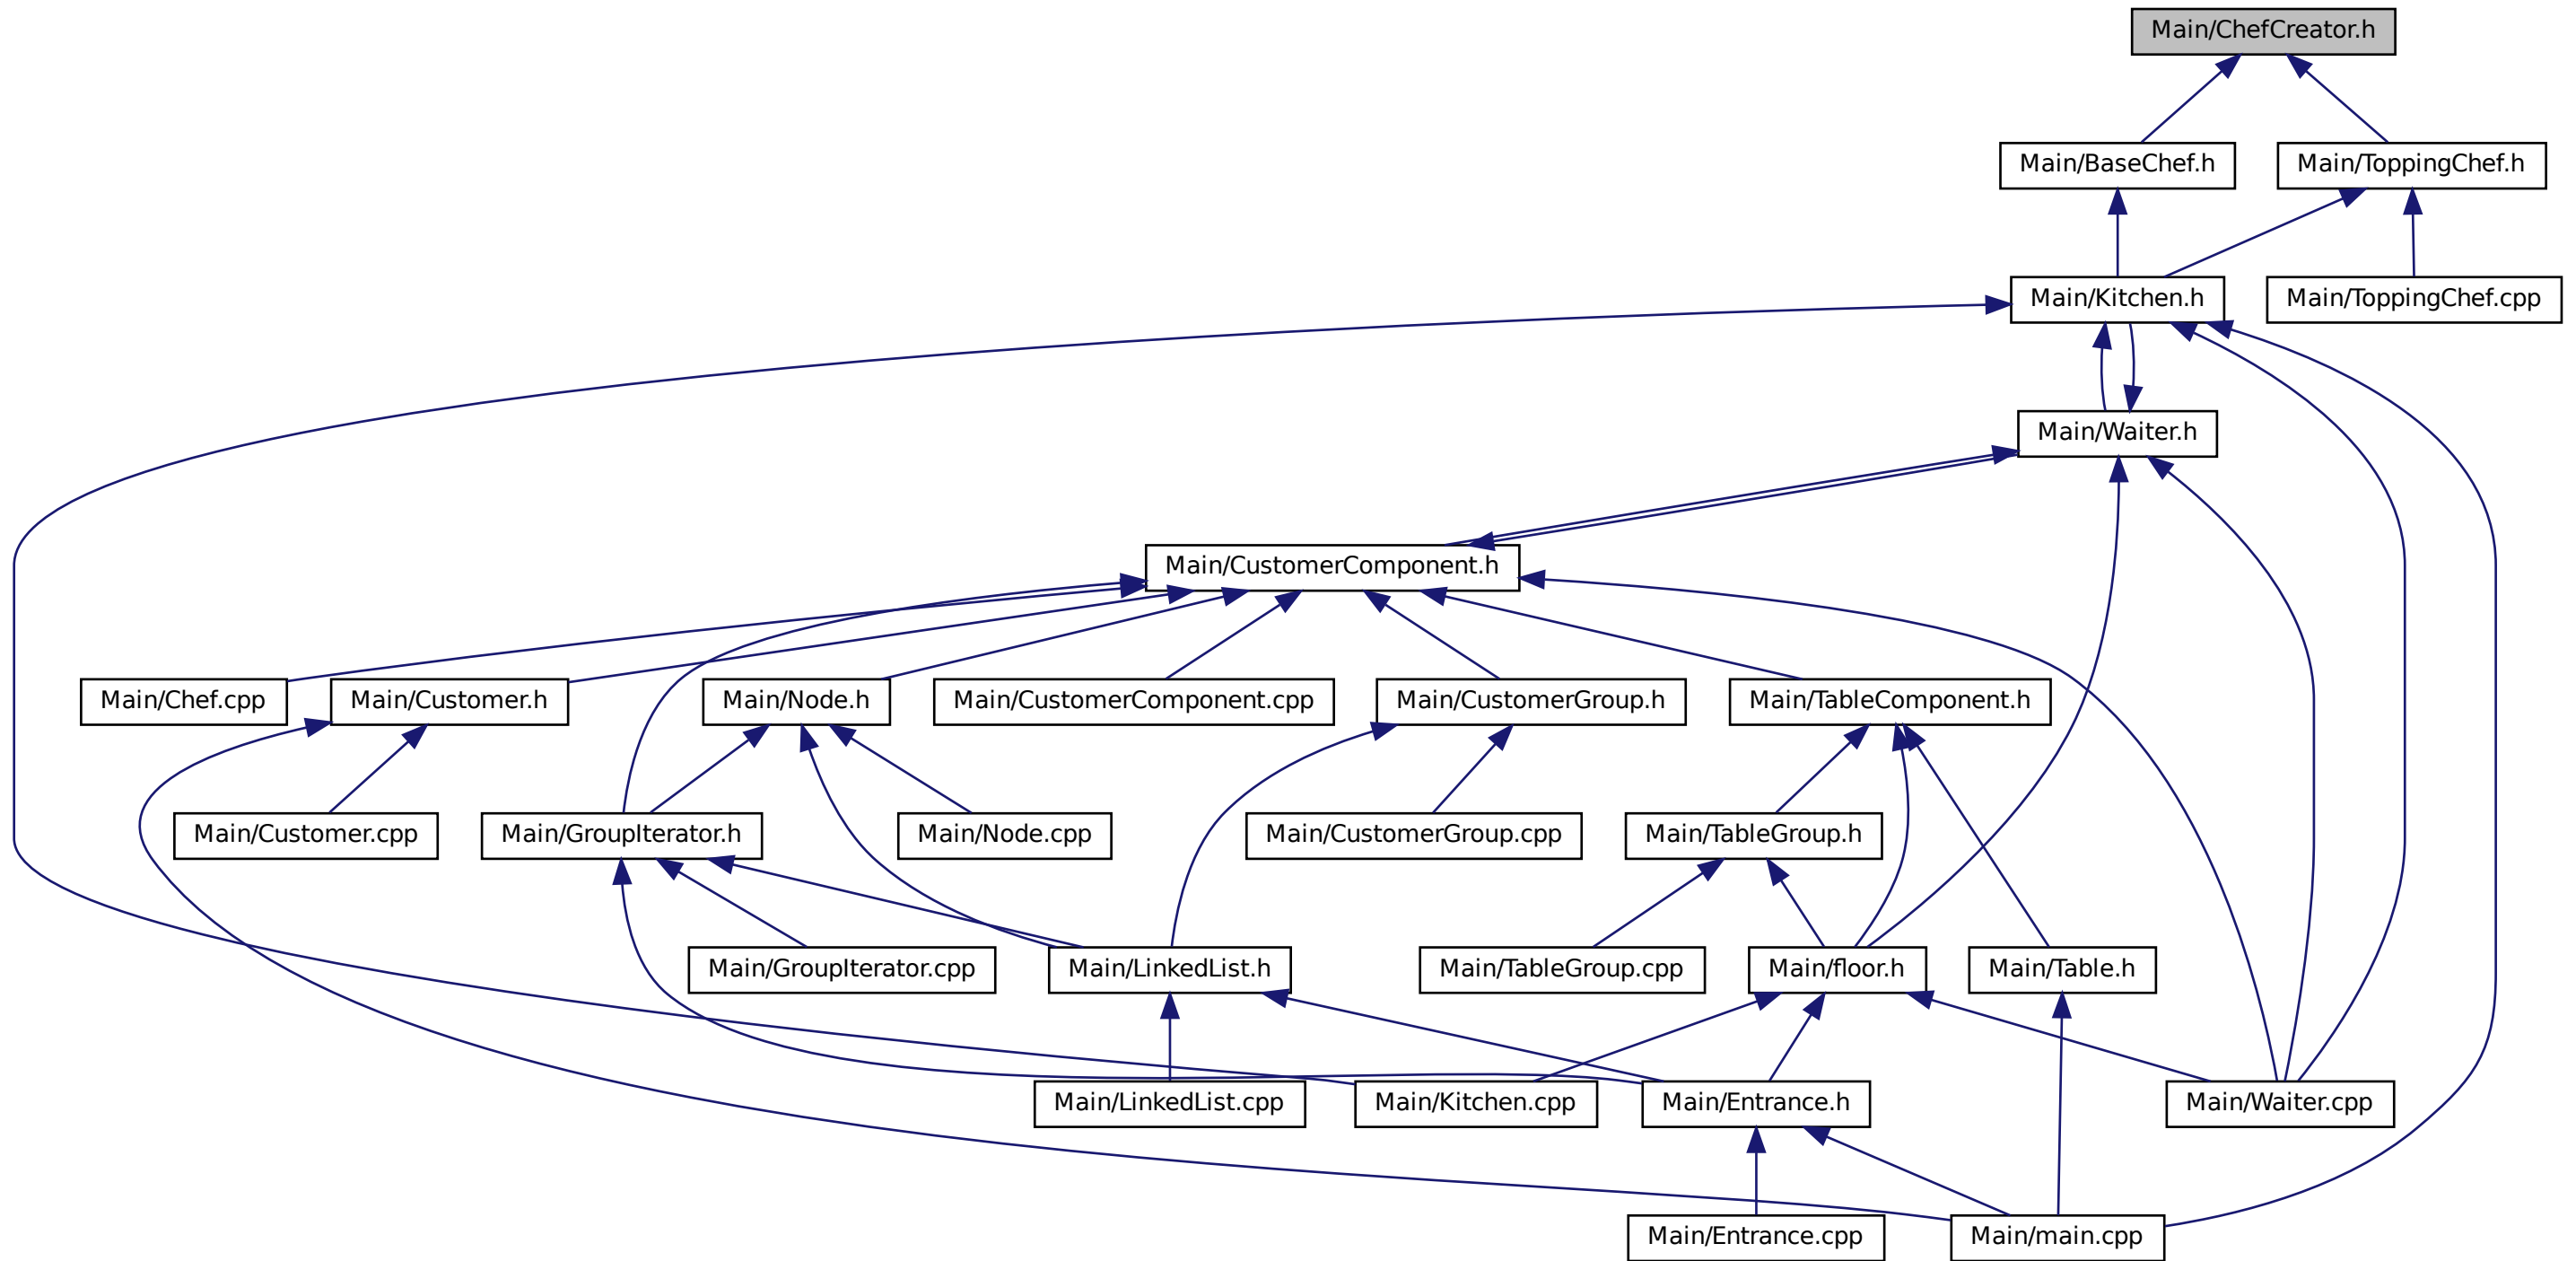 Main/ChefCreator.h
Main/BaseChef.h
Main/ToppingChef.h
Main/Kitchen.h
Main/ToppingChef.cpp
Main/Waiter.h
Main/CustomerComponent.h
Main/Chef.cpp
Main/Customer.h
Main/Node.h
Main/CustomerComponent.cpp
Main/CustomerGroup.h
Main/TableComponent.h
Main/Customer.cpp
Main/GroupIterator.h
Main/Node.cpp
Main/CustomerGroup.cpp
Main/TableGroup.h
Main/GroupIterator.cpp
Main/LinkedList.h
Main/TableGroup.cpp
Main/floor.h
Main/Table.h
Main/LinkedList.cpp
Main/Kitchen.cpp
Main/Entrance.h
Main/Waiter.cpp
Main/Entrance.cpp
Main/main.cpp